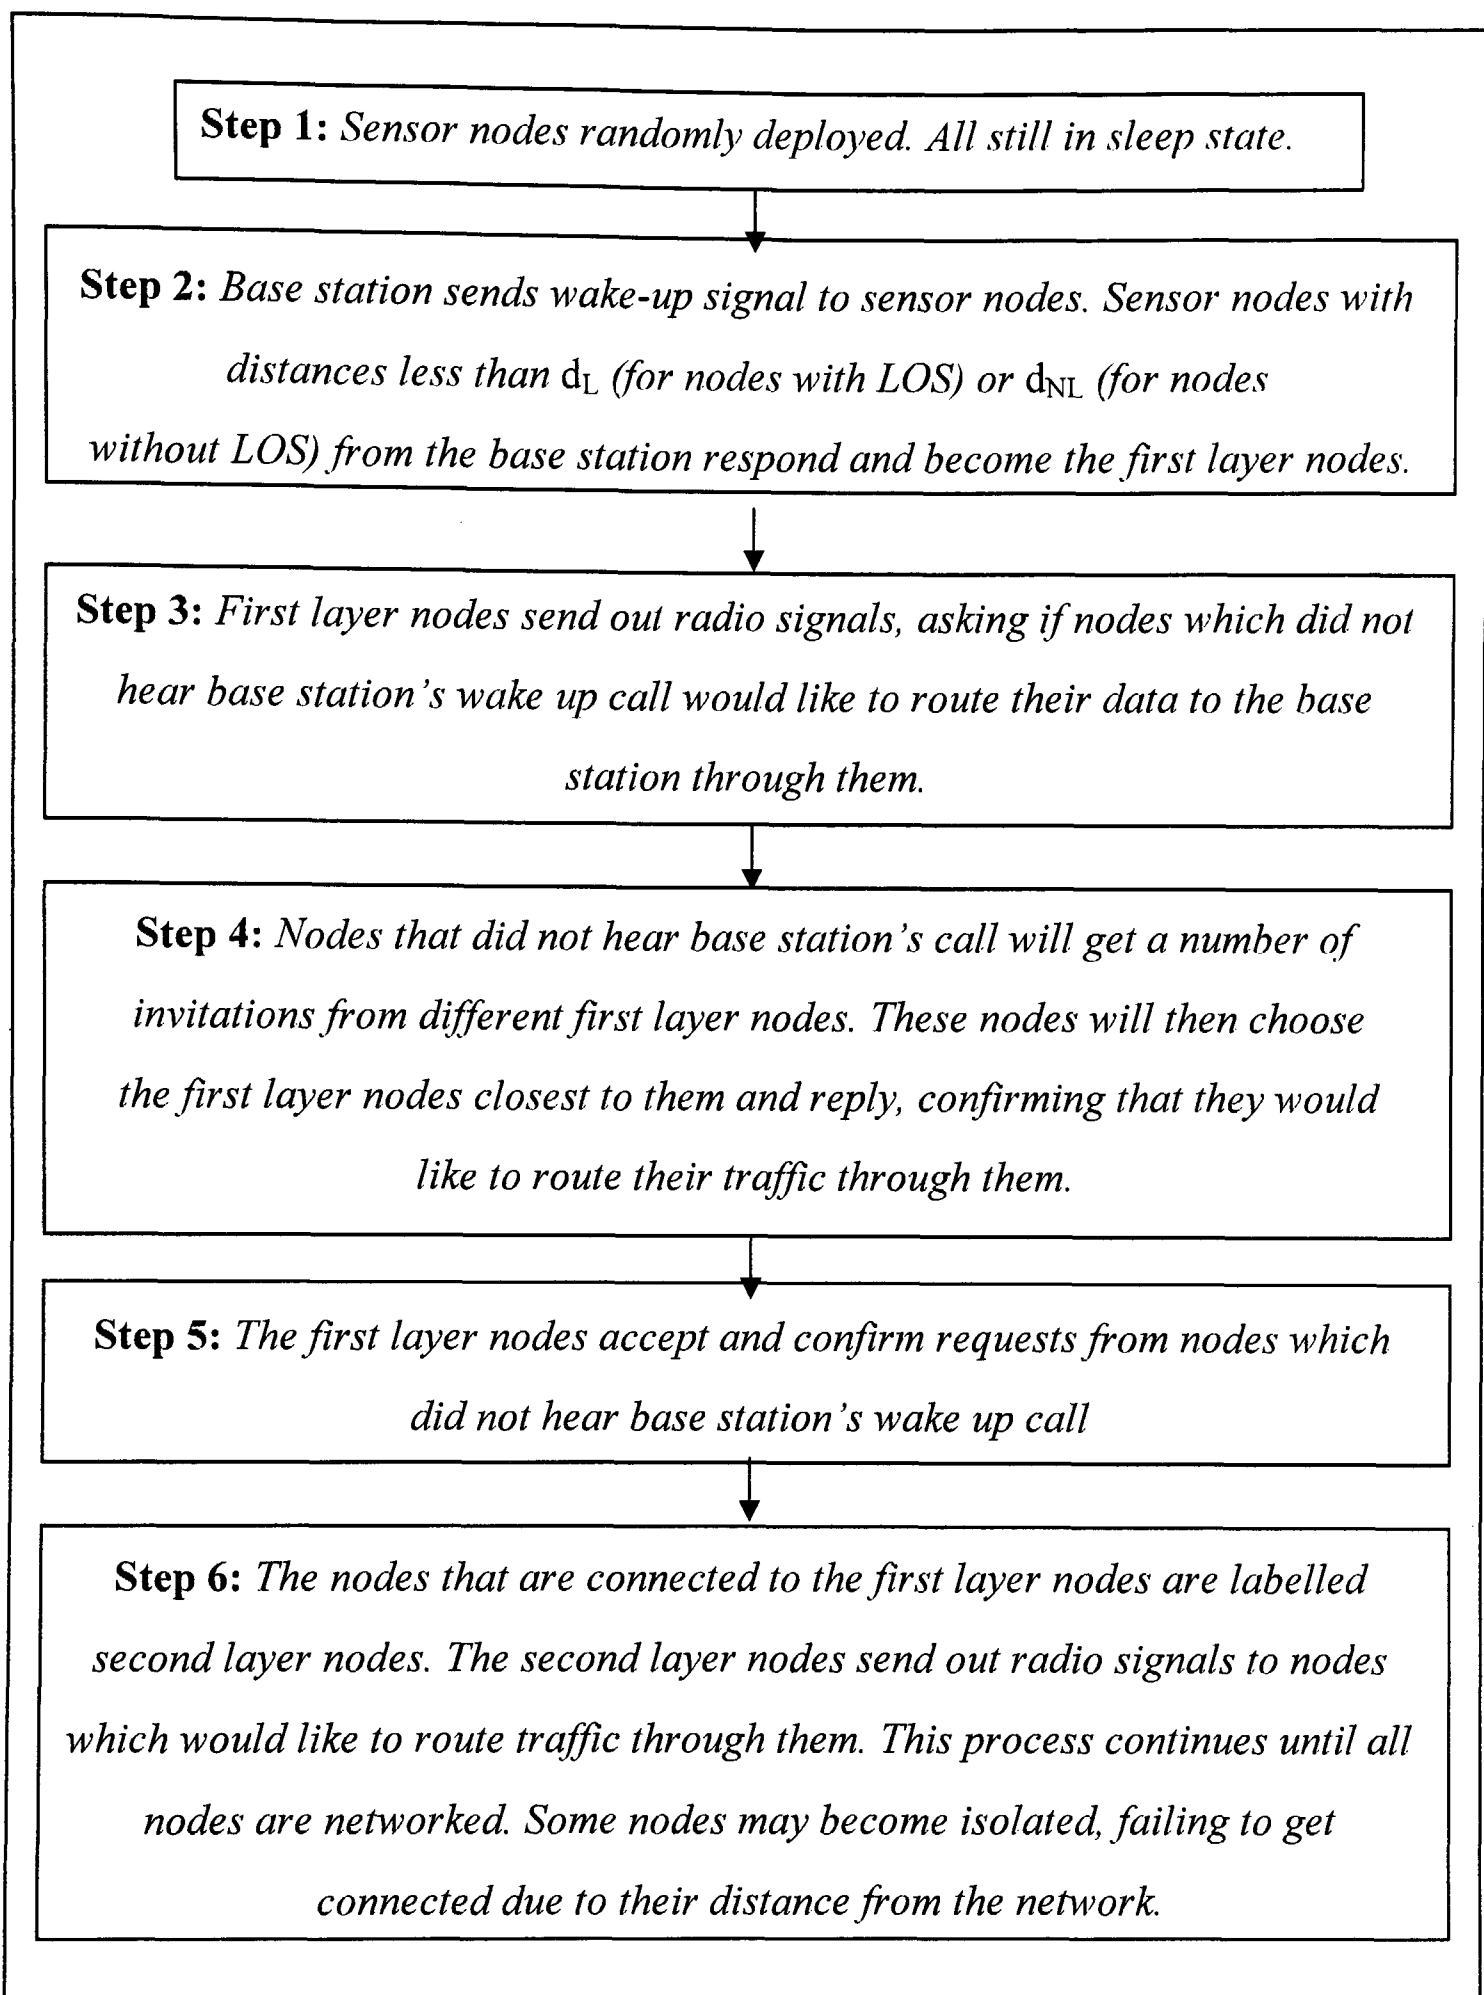 Step 1: Sensor nodes randomly deployed. All still in sleep state.
Step 2: Base station sends wake-up signal to sensor nodes. Sensor nodes with
distances less than dL (for nodes with LOS) or dNL (for nodes
without LOS) from the base station respond and become the first layer nodes.
Step 3: First layer nodes send out radio signals, asking if nodes which did not
hear base station's wake up call would like to route their data to the base
station through them.
Step 4: Nodes that did not hear base station's call will get a number of
invitations from different first layer nodes. These nodes will then choose
the first layer nodes closest to them and reply, confirming that they would
like to route their traffic through them.
Step 5: The first layer nodes accept and confirm requests from nodes which
did not hear base station's wake up call
Step 6: The nodes that are connected to the first layer nodes are labelled
second layer nodes. The second layer nodes send out radio signals to nodes
which would like to route traffic through them. This process continues until all
nodes are networked. Some nodes may become isolated, failing to get
connected due to their distance from the network.